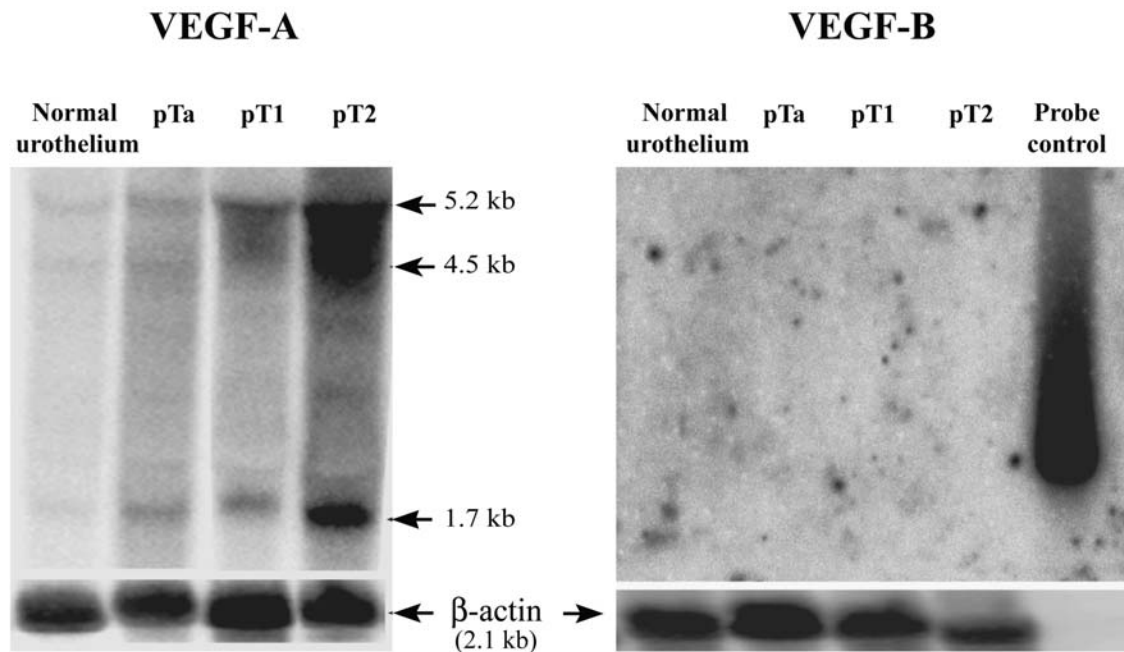 VEGF-A
Normal
urothelium
pTa
pT1
pT2
5.2 kb
4.5 kb
1.7 kb
β-actin
(2.1 kb)
VEGF-B
Normal
urothelium
pTa
pT1
pT2
Probe
control